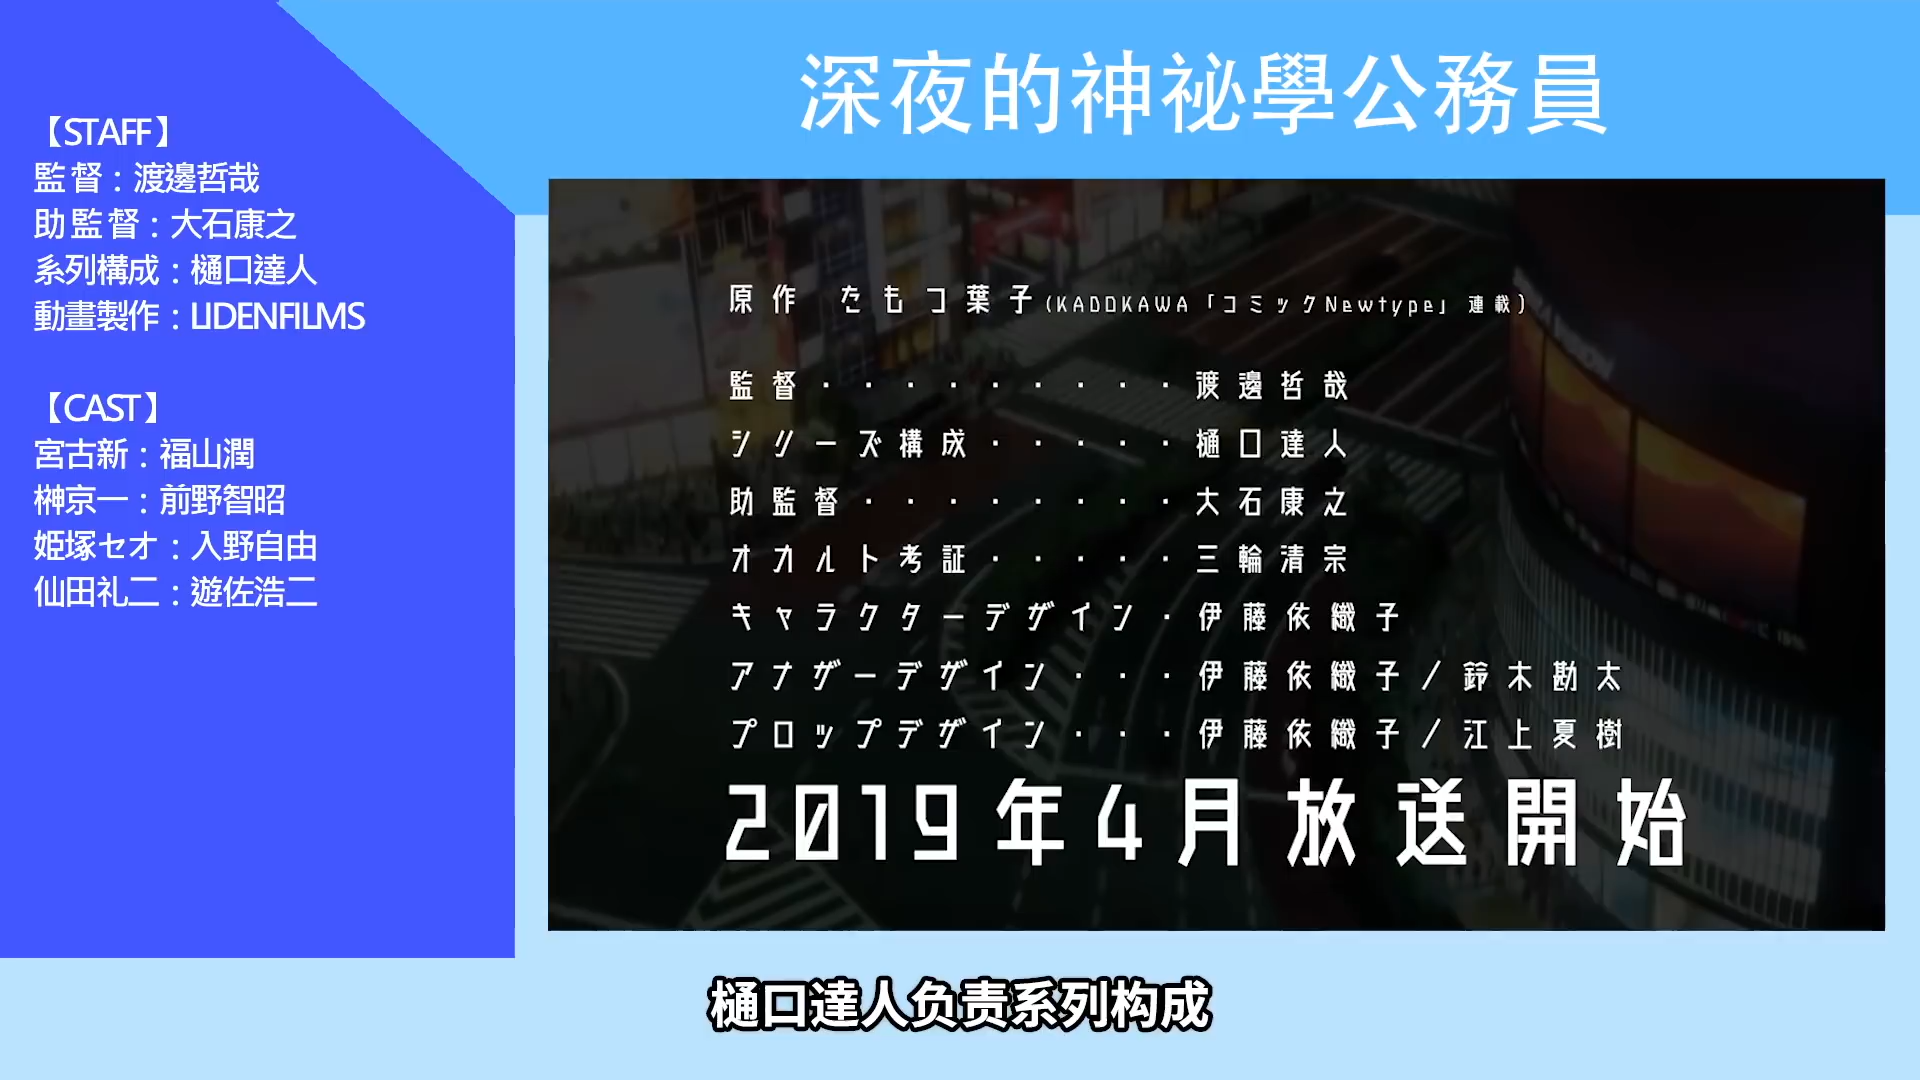 深夜的神祕學公務員
【STAFF】
監 督：渡邊哲哉
助 監 督：大石康之
系列構成：樋口達人
動畫製作：LIDENFILMS
【CAST】
宮古新：福山潤
榊京一：前野智昭
姫塚セオ：入野自由
仙田礼二：遊佐浩二
原作 たもつ葉子(KADOKAWA「コミックNewtype」連載)
監督・・・・・・・・・渡邊哲哉
シリーズ構成・・・・・樋口達人
助監督・・・・・・・・大石康之
オカルト考証・・・・・三輪清宗
キャラクターデザイン・伊藤依織子
アナザーデザイン・・・伊藤依織子/鈴木勘太
プロップデザイン・・・伊藤依織子/江上夏樹
2019年4月放送開始
樋口達人负责系列构成